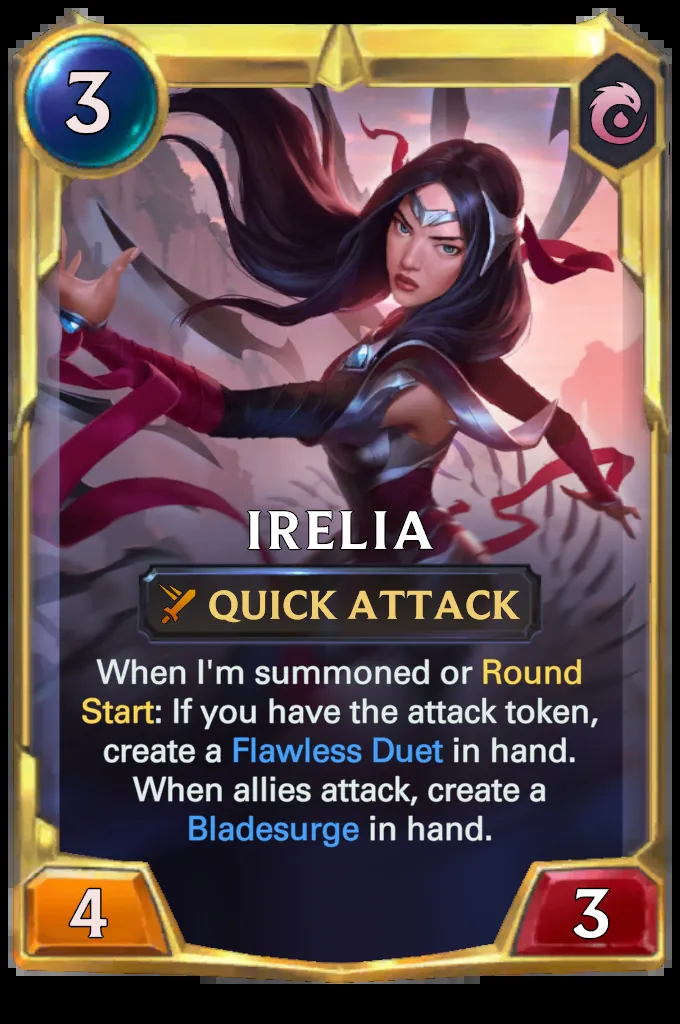 3
IRELIA
QUICK ATTACK
When I'm summoned or Round
Start: If you have the attack token,
create a Flawless Duet in hand.
When allies attack, create a
Bladesurge in hand.
4
3